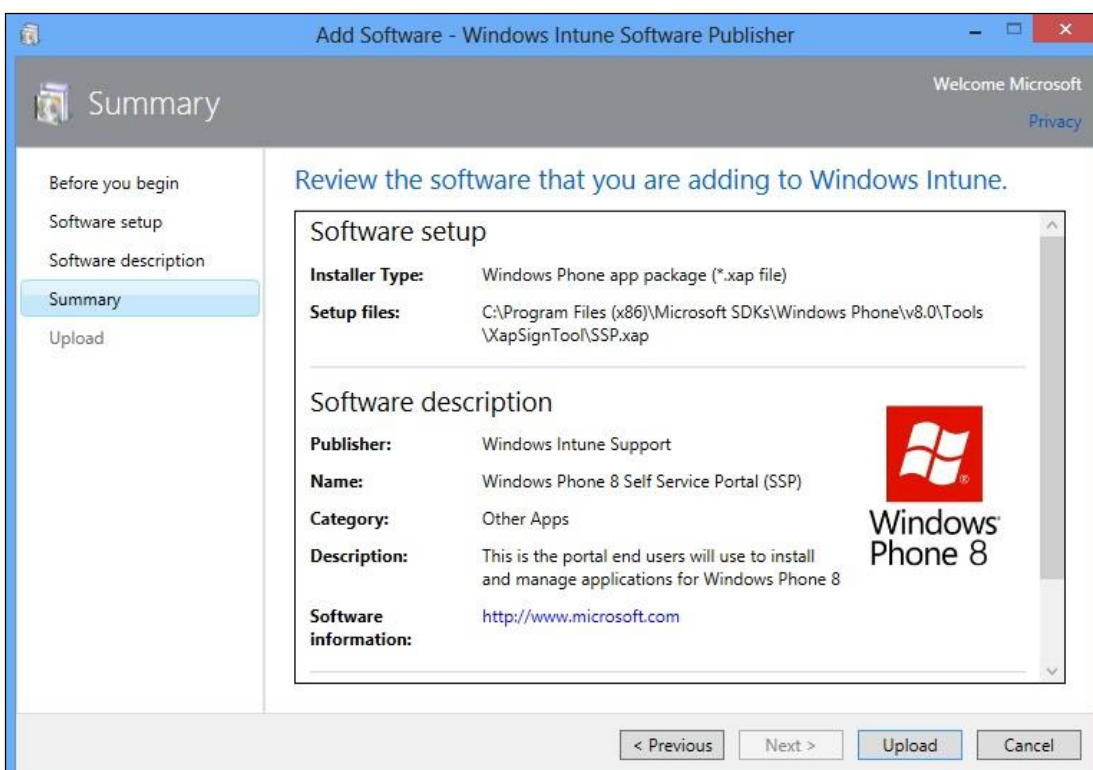 Add Software - Windows Intune Software Publisher
Summary
Welcome Microsoft
Privacy
Before you begin
Software setup
Software description
Summary
Upload
Review the software that you are adding to Windows Intune.
Software setup
Installer Type: Windows Phone app package (*.xap file)
Setup files: C:\Program Files (x86)\Microsoft SDKs\Windows Phone\v8.0\Tools
\XapSignTool\SSP.xap
Software description
Publisher: Windows Intune Support
Name: Windows Phone 8 Self Service Portal (SSP)
Category: Other Apps
Description: This is the portal end users will use to install
and manage applications for Windows Phone 8
Software http://www.microsoft.com
information:
Windows
Phone 8
< Previous
Next >
Upload
Cancel